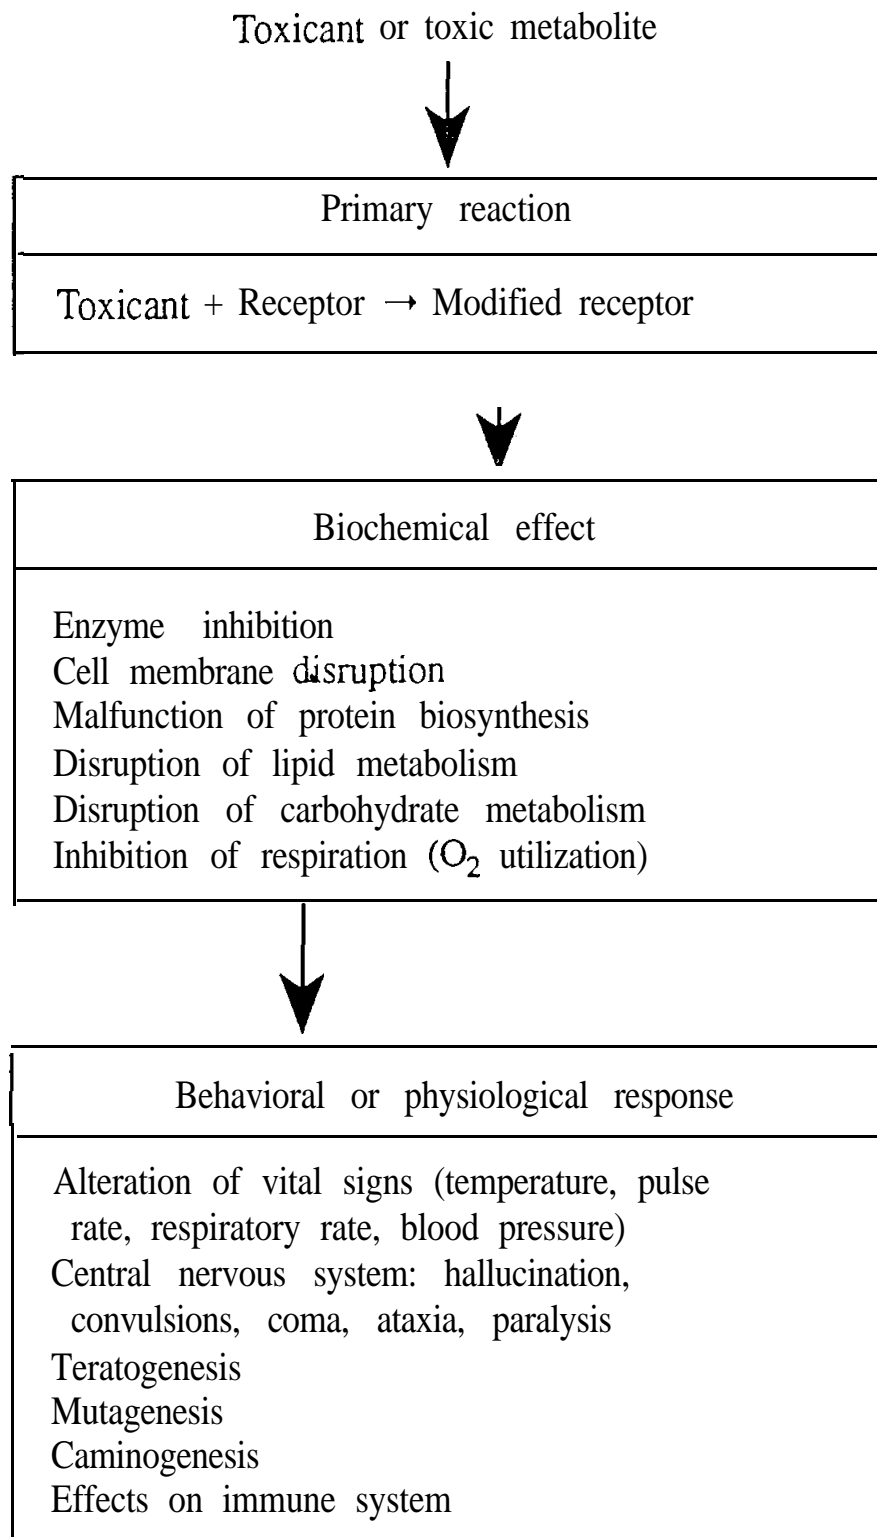 Toxicant or toxic metabolite
Primary reaction
Toxicant + Receptor → Modified receptor
Biochemical effect
Enzyme inhibition
Cell membrane disruption
Malfunction of protein biosynthesis
Disruption of lipid metabolism
Disruption of carbohydrate metabolism
Inhibition of respiration (O₂ utilization)
Behavioral or physiological response
Alteration of vital signs (temperature, pulse
rate, respiratory rate, blood pressure)
Central nervous system: hallucination,
convulsions, coma, ataxia, paralysis
Teratogenesis
Mutagenesis
Caminogenesis
Effects on immune system